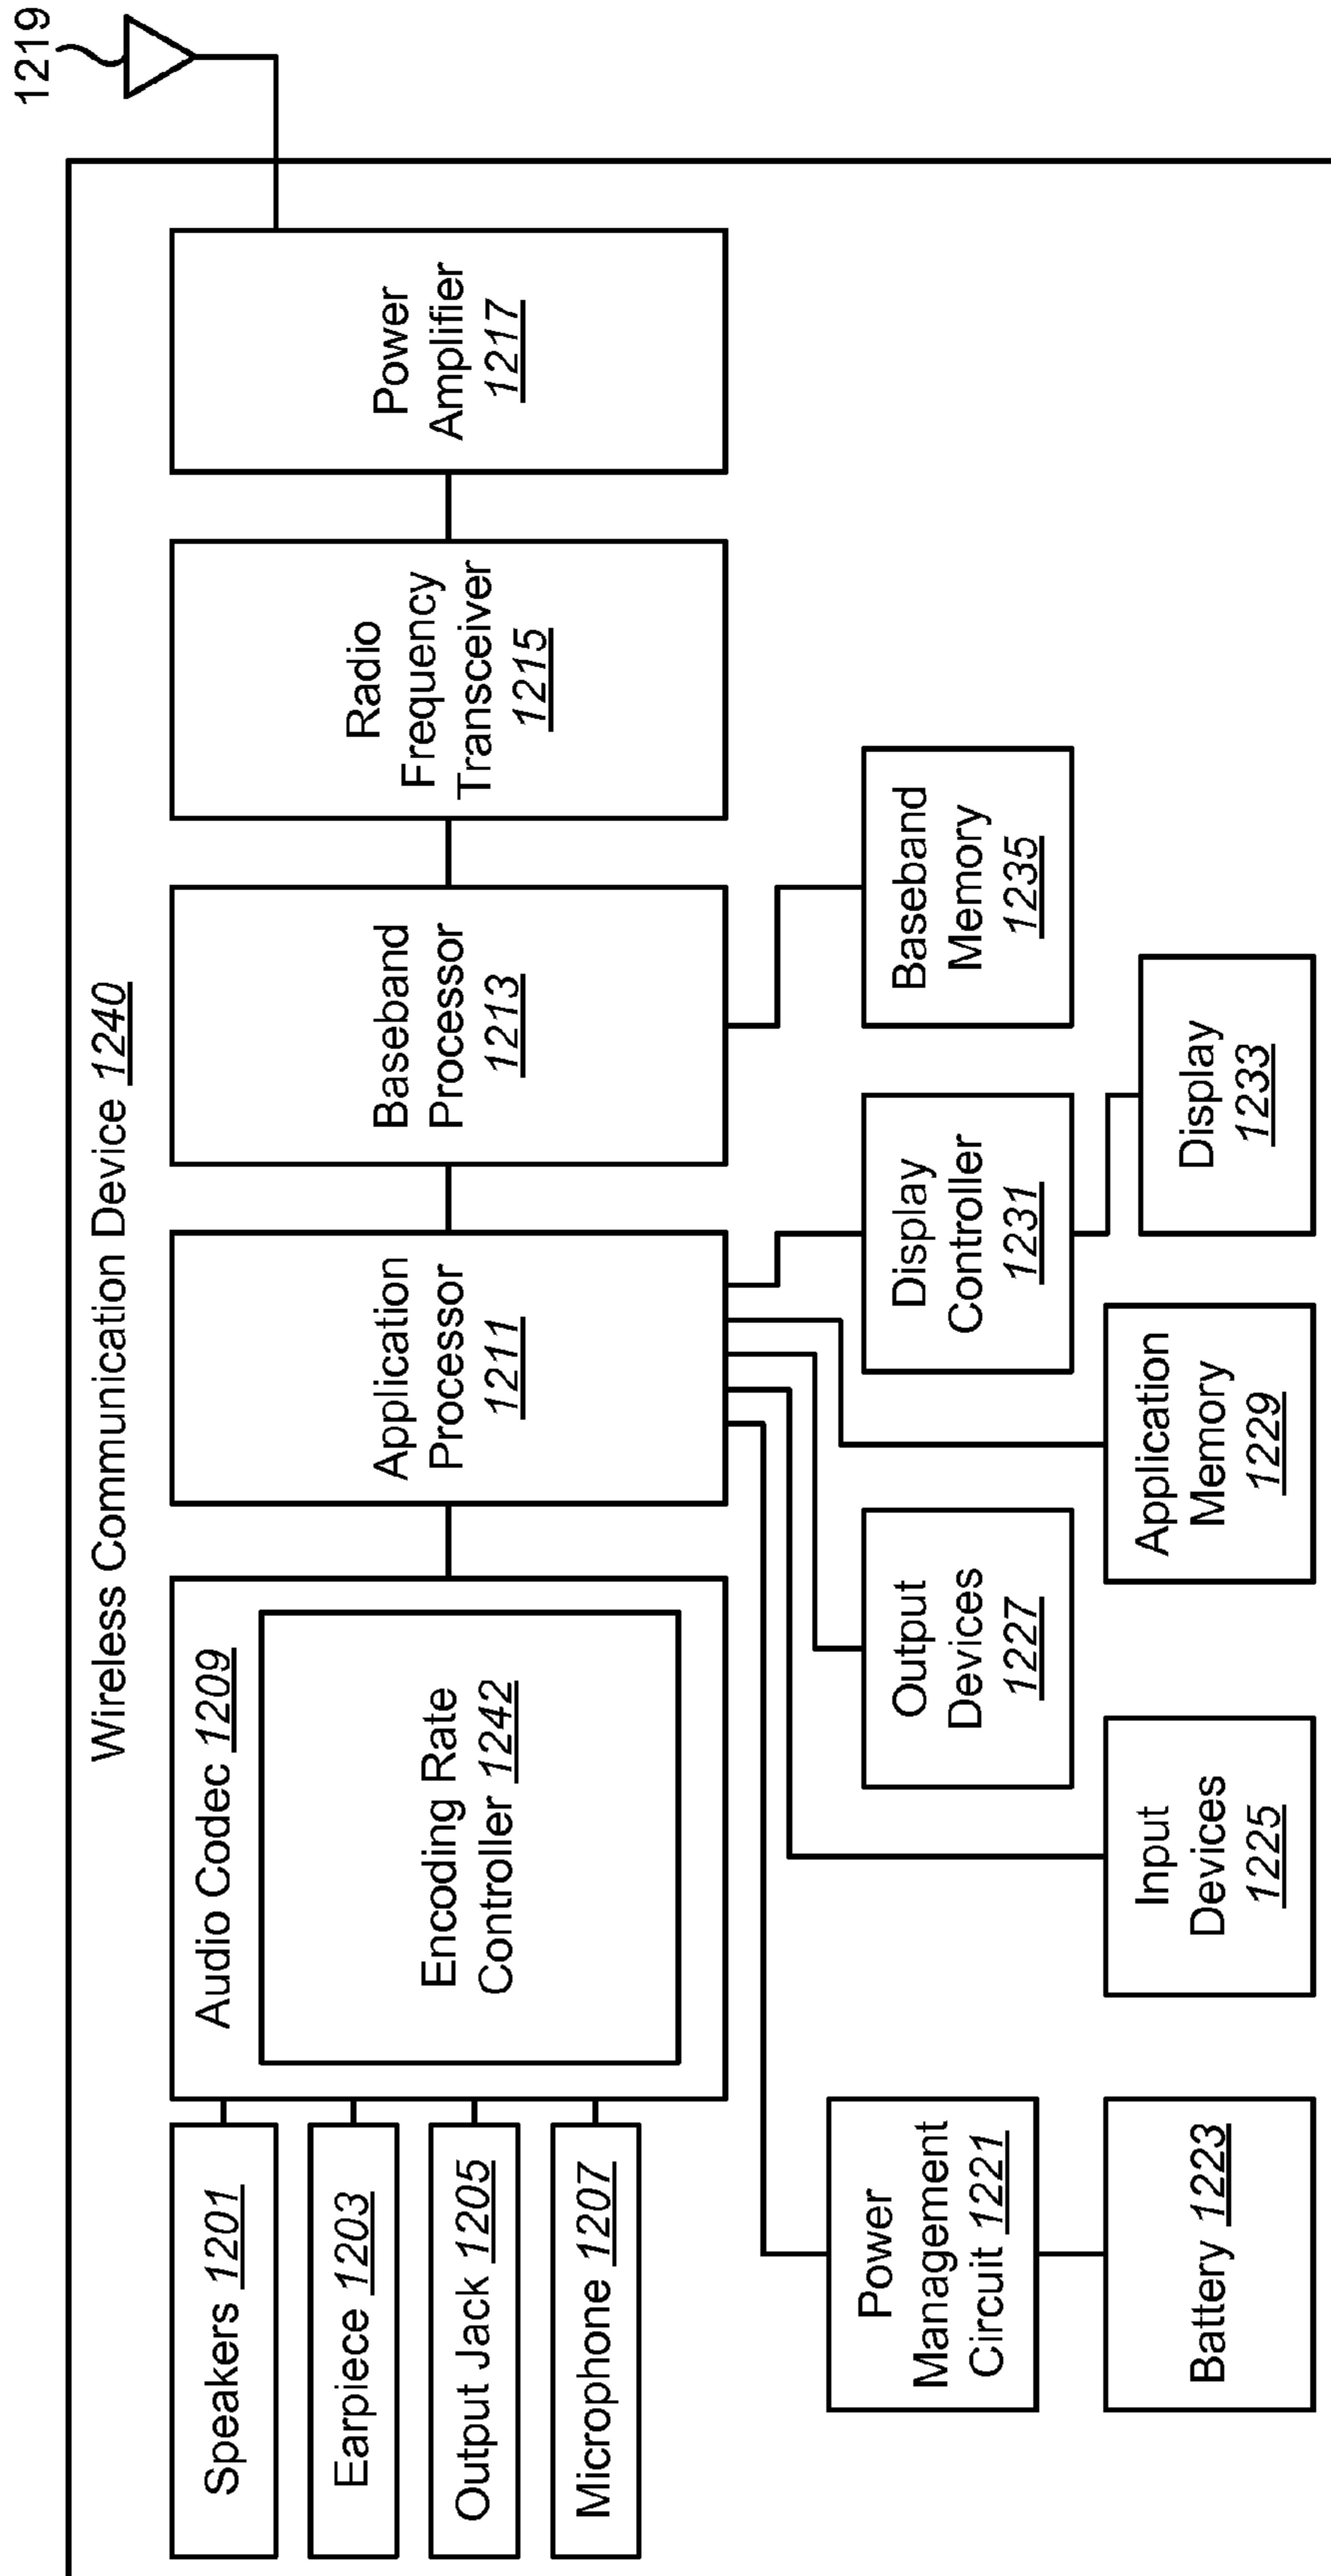 Wireless Communication Device 1240
1219
Speakers 1201
Earpiece 1203
Output Jack 1205
Microphone 1207
Audio Codec 1209
Encoding Rate
Controller 1242
Application
Processor
1211
Baseband
Processor
1213
Radio
Frequency
Transceiver
1215
Power
Amplifier
1217
Power
Management
Circuit 1221
Battery 1223
Input
Devices
1225
Output
Devices
1227
Application
Memory
1229
Display
Controller
1231
Display
1233
Baseband
Memory
1235